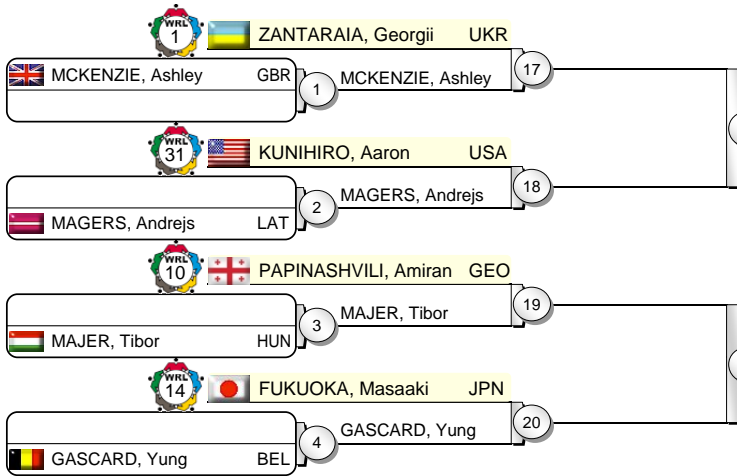 WRL
1
ZANTARAIA, Georgii UKR
MCKENZIE, Ashley GBR
1
MCKENZIE, Ashley
17
WRL
31
KUNIHIRO, Aaron USA
MAGERS, Andrejs
18
2
MAGERS, Andrejs LAT
WRL
10
PAPINASHVILI, Amiran GEO
MAJER, Tibor
19
3
MAJER, Tibor HUN
WRL
14
FUKUOKA, Masaaki JPN
GASCARD, Yung
20
4
GASCARD, Yung BEL